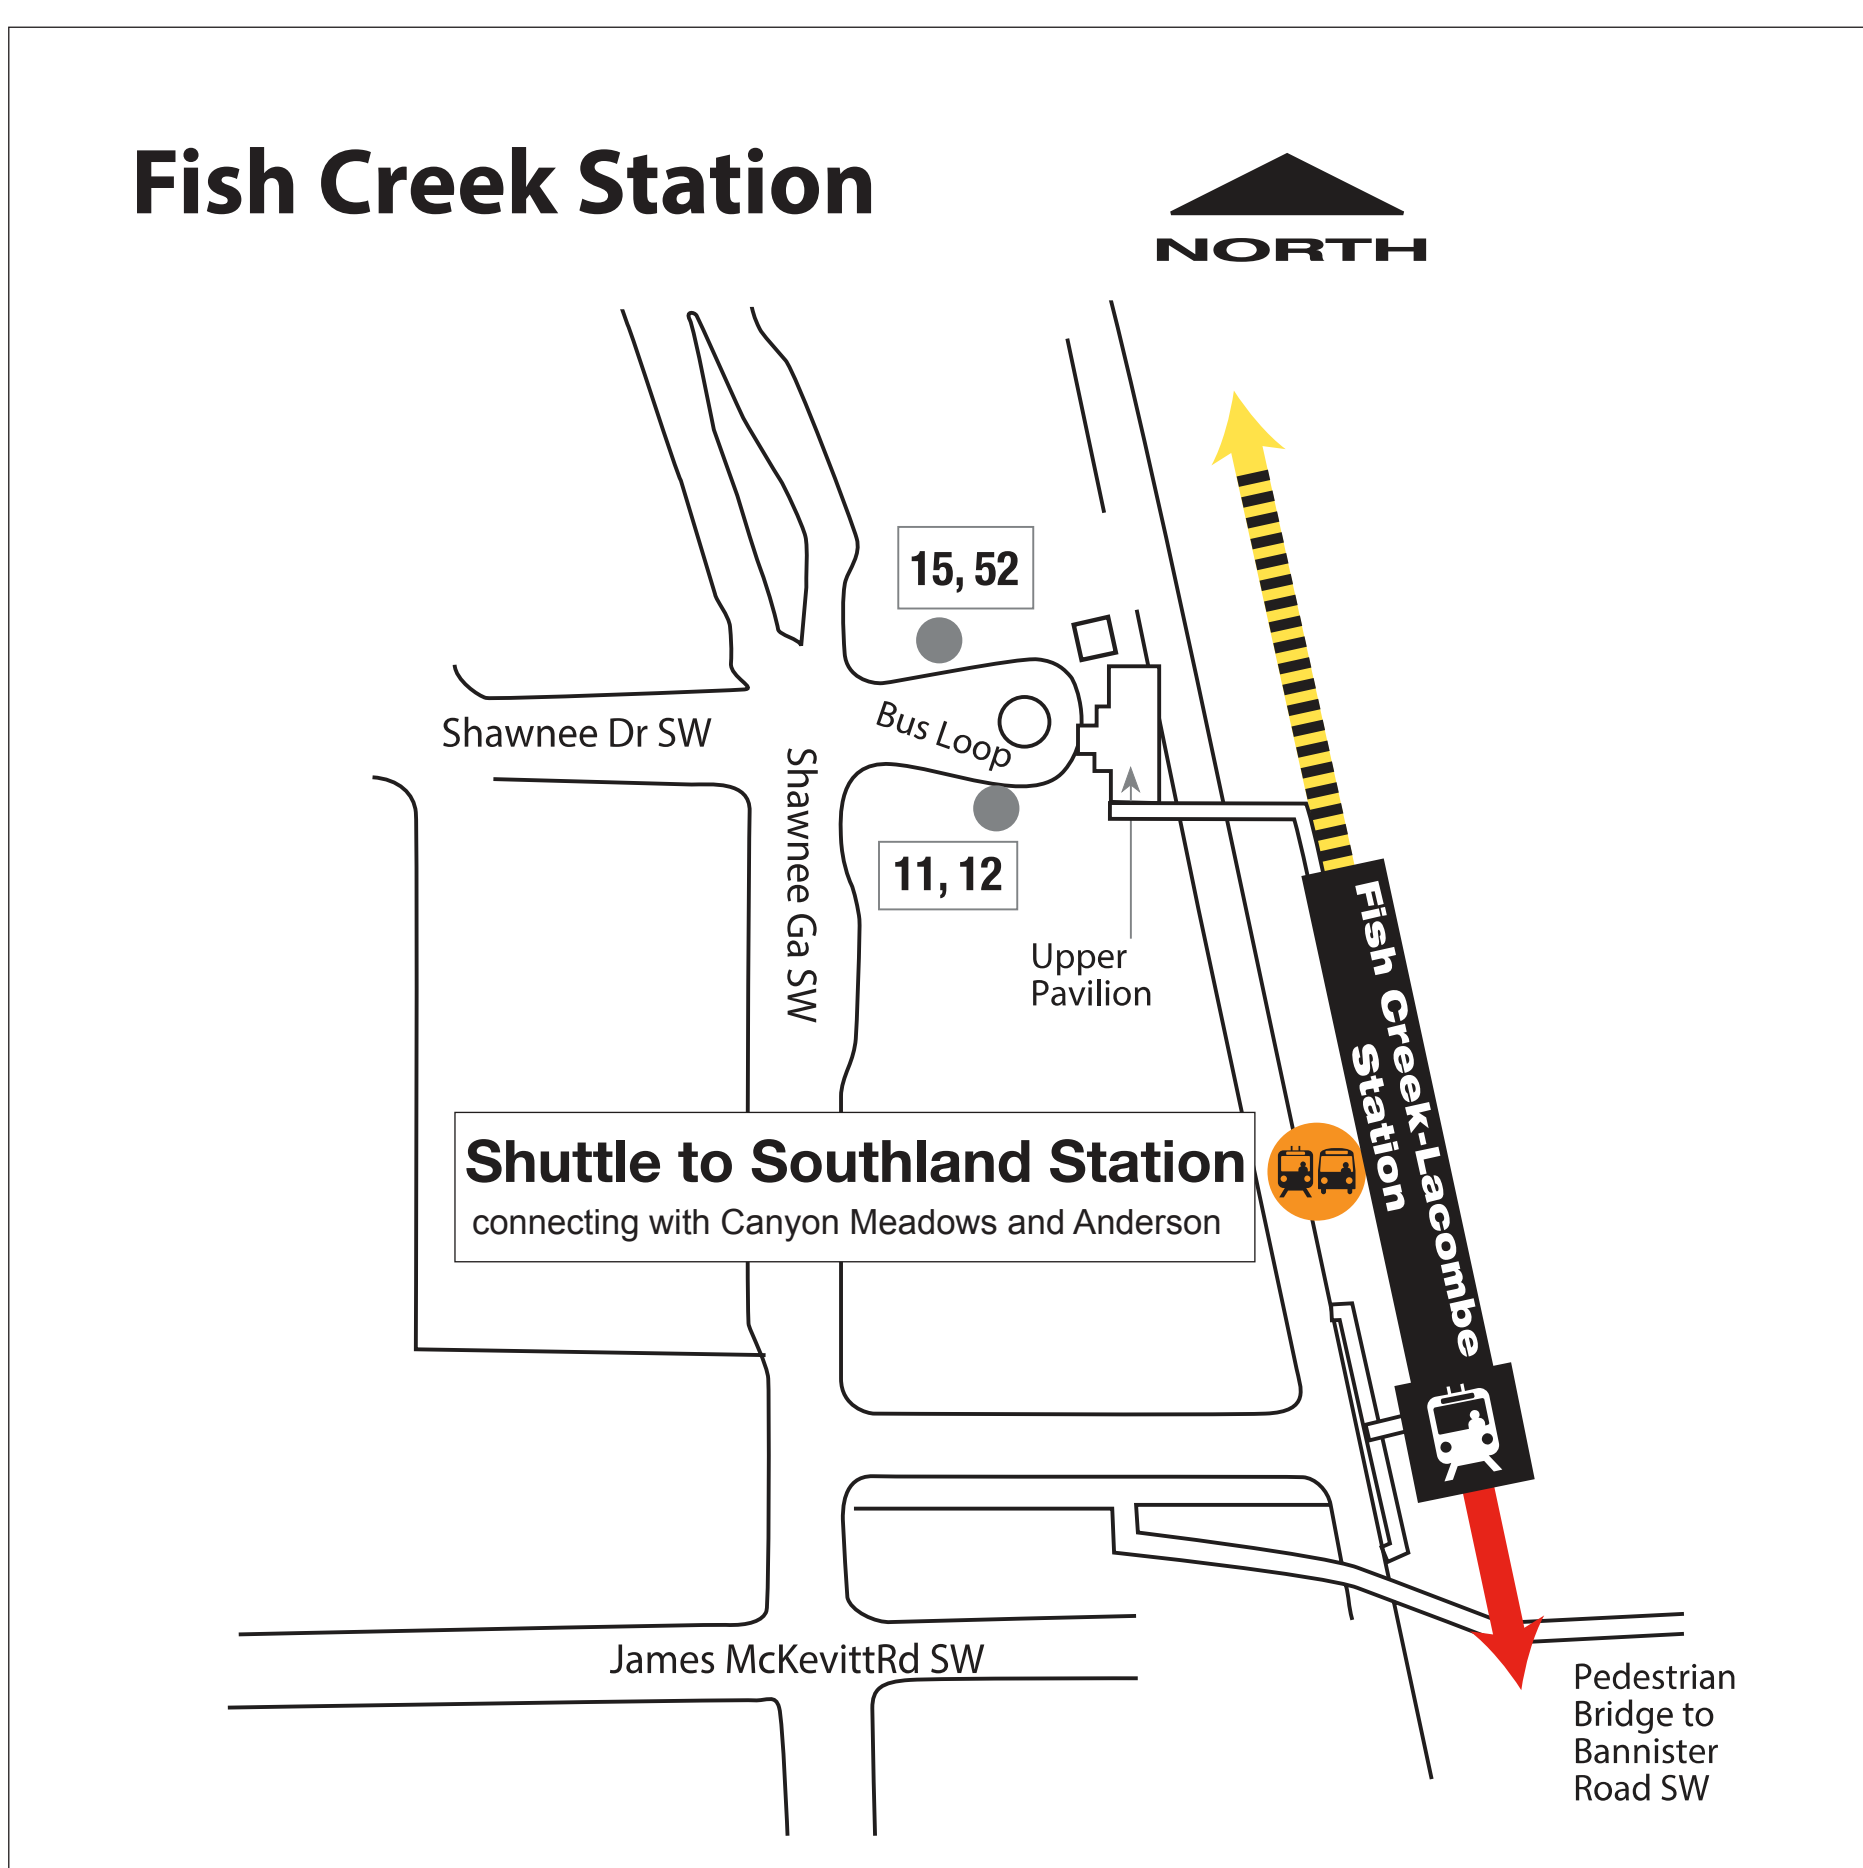 Fish Creek Station
NORTH
15, 52
Shawnee Dr SW
Bus Loop
Shawnee Ga SW
11, 12
Upper
Pavilion
Fish Creek-Lacombe
Station
Shuttle to Southland Station
connecting with Canyon Meadows and Anderson
James McKevittRd SW
Pedestrian
Bridge to
Bannister
Road SW